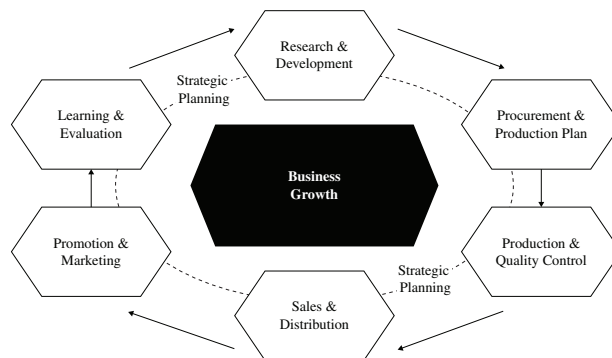 Research &
Development
Strategic
Planning
Learning &
Evaluation
Procurement &
Production Plan
Business
Growth
Promotion &
Marketing
Production &
Quality Control
Strategic
Planning
Sales &
Distribution